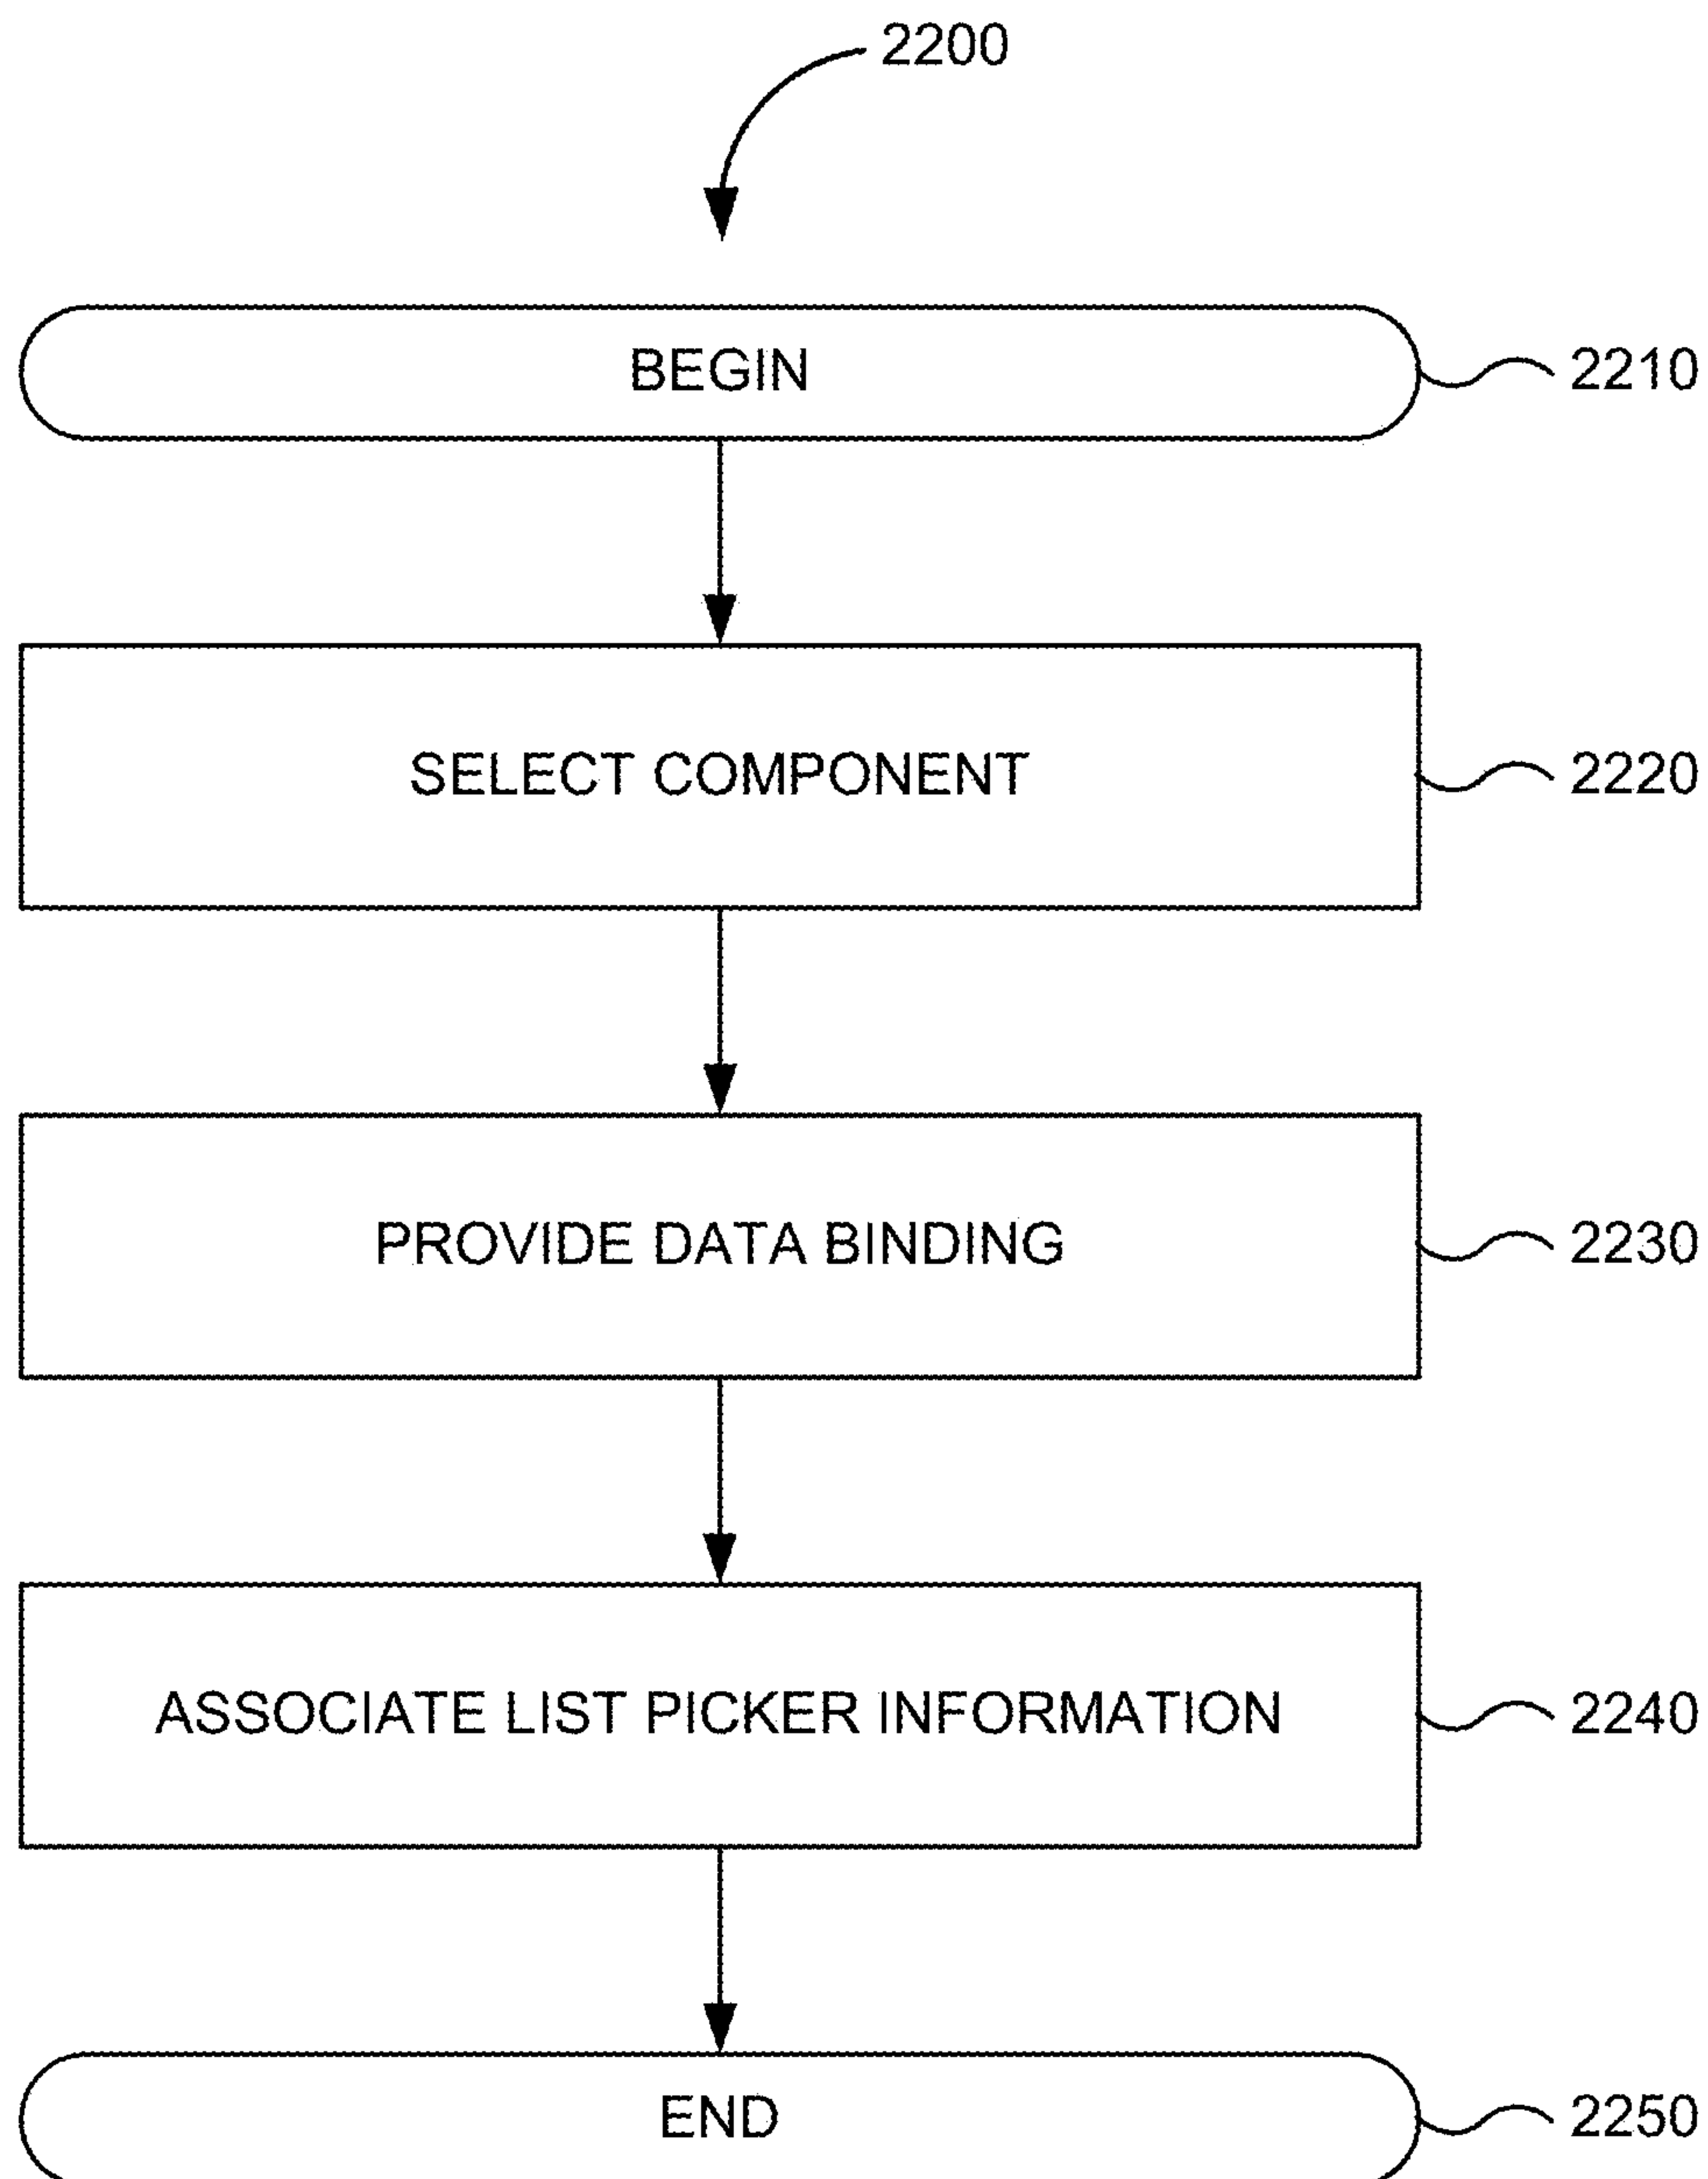 2200
BEGIN
2210
SELECT COMPONENT
2220
PROVIDE DATA BINDING
2230
ASSOCIATE LIST PICKER INFORMATION
2240
END
2250